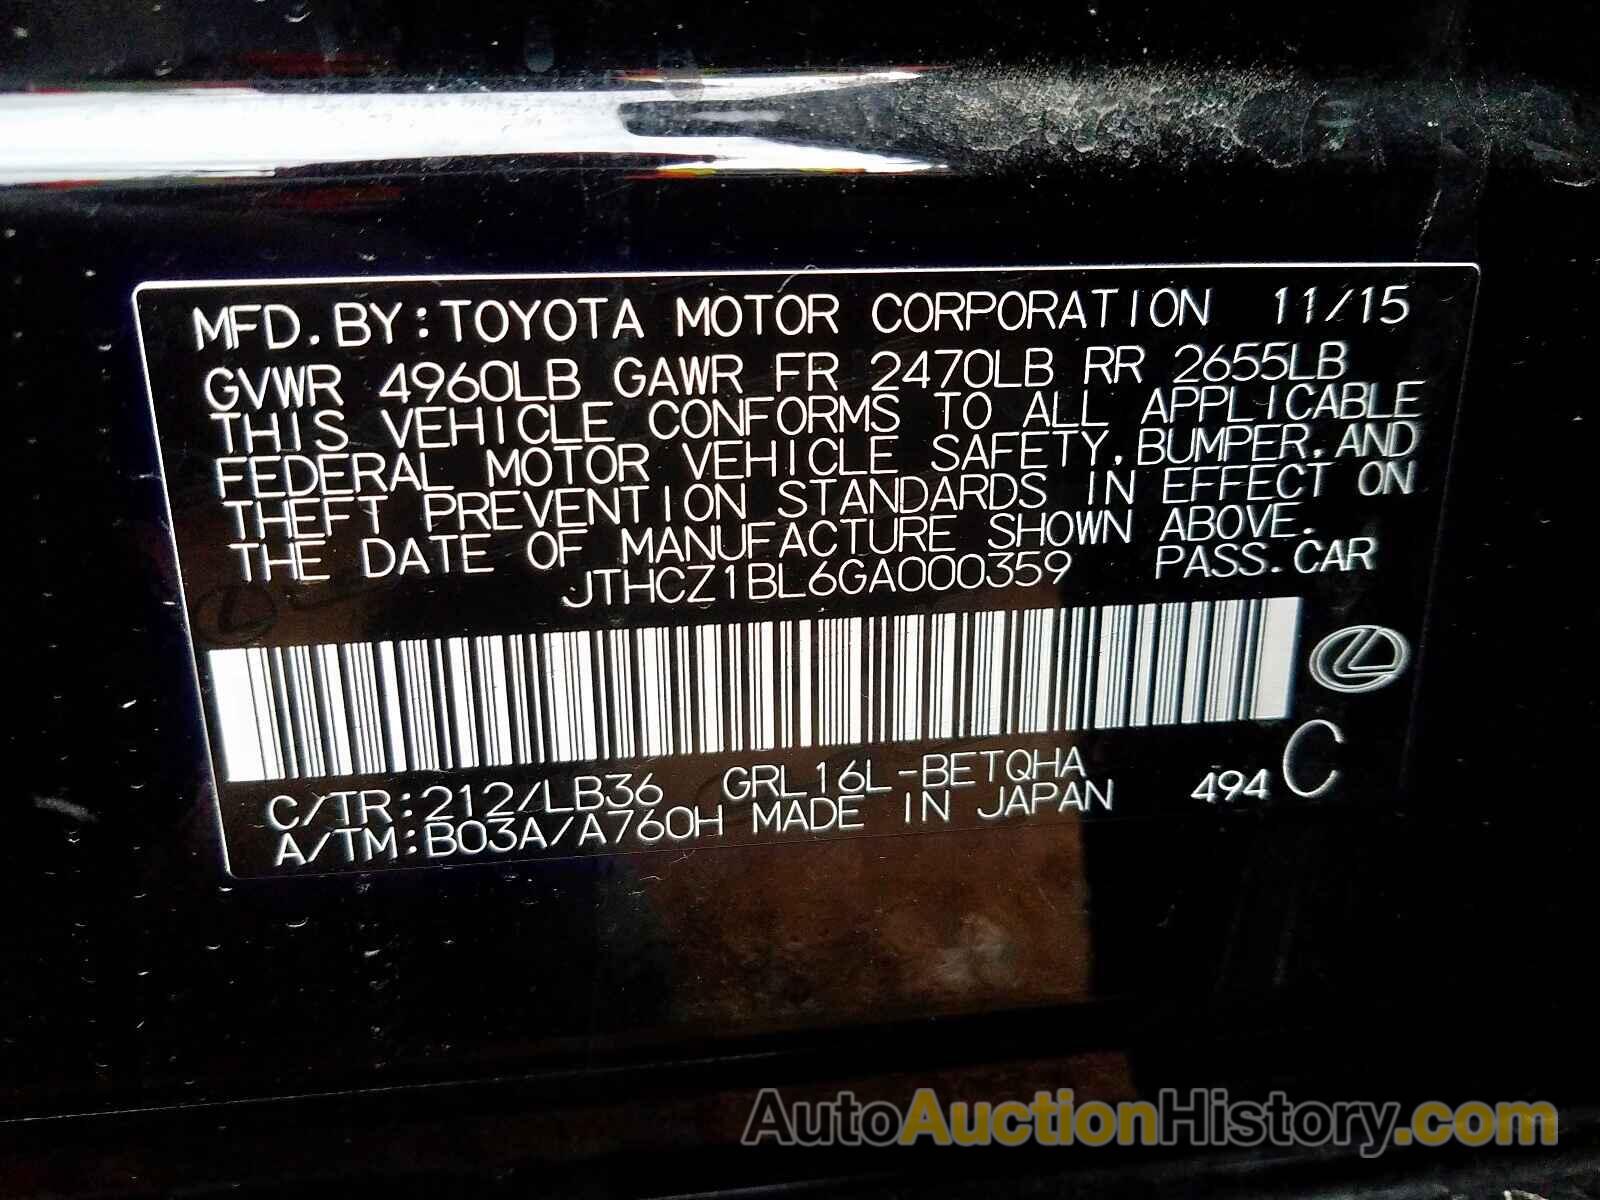 MFD.BY:TOYOTA MOTOR CORPORATION 11/15
GVWR 4960LB GAWR FR 2470LB RR 2655LB
THIS VEHICLE CONFORMS TO ALL APPLICABLE
FEDERAL MOTOR VEHICLE SAFETY,BUMPER,AND
THEFT PREVENTION STANDARDS IN EFFECT ON
THE DATE OF MANUFACTURE SHOWN ABOVE.
JTHCZ1BL6GA000359 PASS.CAR
C/TR:212/LB36 GRL16L-BETQHA 494 C
A/TM:B03A/A760H MADE IN JAPAN
AutoAuctionHistory.com